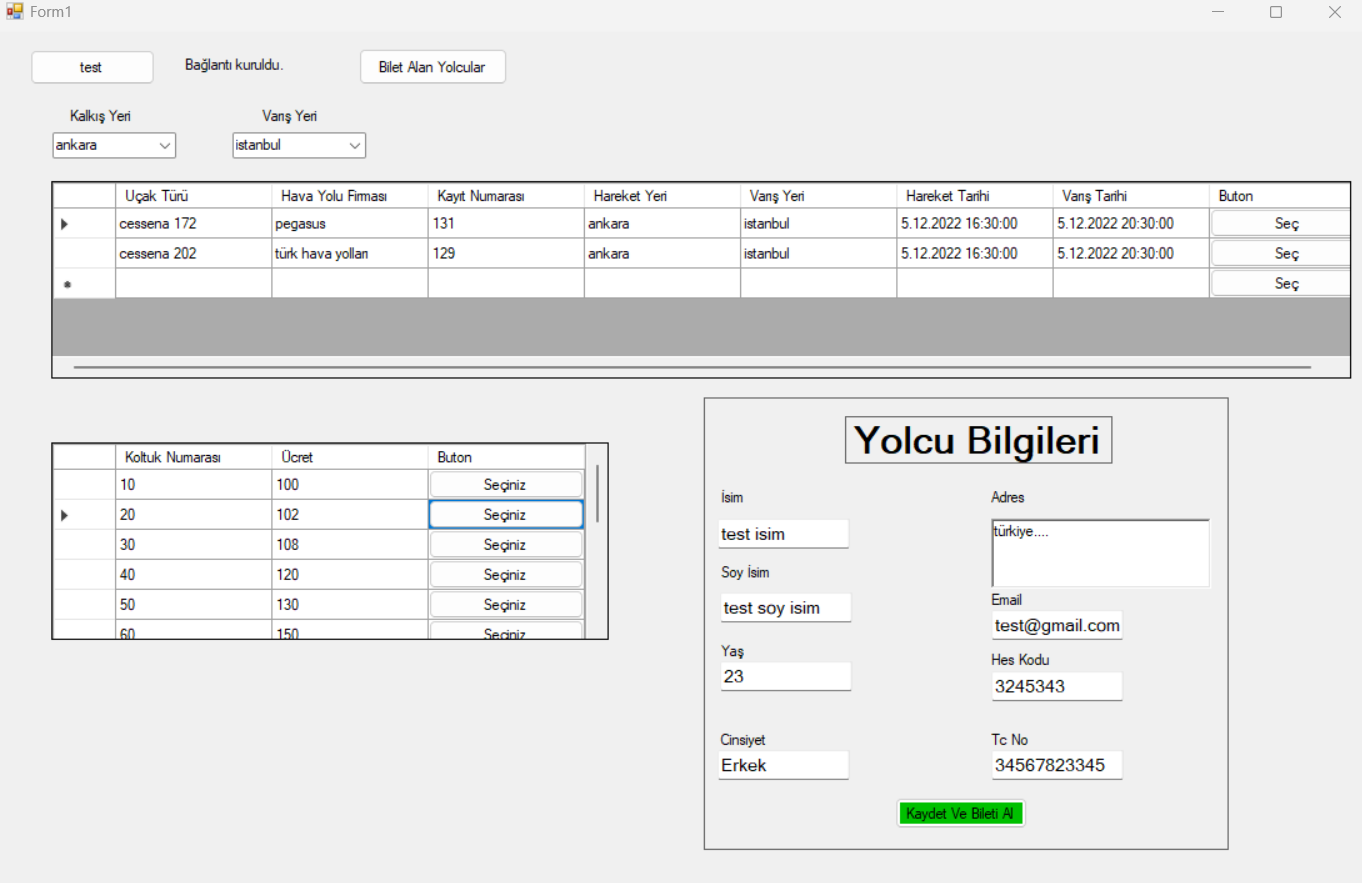 Form1
test Bağlantı kuruldu. Bilet Alan Yolcular
Kalkış Yeri Varış Yeri
ankara istanbul
Uçak Türü Hava Yolu Firması Kayıt Numarası Hareket Yeri Varış Yeri Hareket Tarihi Varış Tarihi Buton
cessena 172 pegasus 131 ankara istanbul 5.12.2022 16:30:00 5.12.2022 20:30:00 Seç
cessena 202 türk hava yolları 129 ankara istanbul 5.12.2022 16:30:00 5.12.2022 20:30:00 Seç
Seç
Koltuk Numarası Ücret Buton
10 100 Seçiniz
20 102 Seçiniz
30 108 Seçiniz
40 120 Seçiniz
50 130 Seçiniz
60 150 Seçiniz
Yolcu Bilgileri
İsim
test isim
Soy İsim
test soy isim
Yaş
23
Cinsiyet
Erkek
Adres
türkiye....
Email
test@gmail.com
Hes Kodu
3245343
Tc No
34567823345
Kaydet Ve Bileti Al